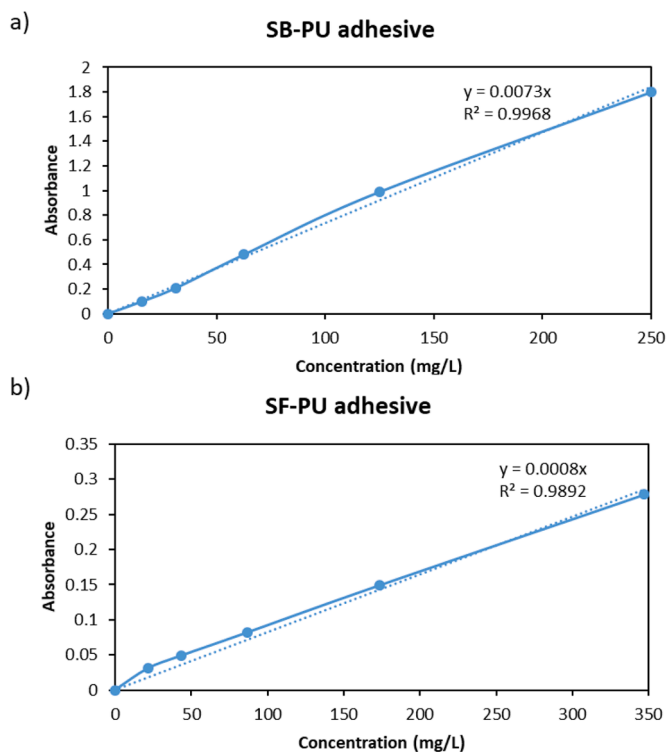 a)
SB-PU adhesive
y = 0.0073x
R² = 0.9968
Absorbance
2
1.8
1.6
1.4
1.2
1
0.8
0.6
0.4
0.2
0
0 50 100 150 200 250
Concentration (mg/L)
b)
SF-PU adhesive
y = 0.0008x
R² = 0.9892
Absorbance
0.35
0.3
0.25
0.2
0.15
0.1
0.05
0
0 50 100 150 200 250 300 350
Concentration (mg/L)